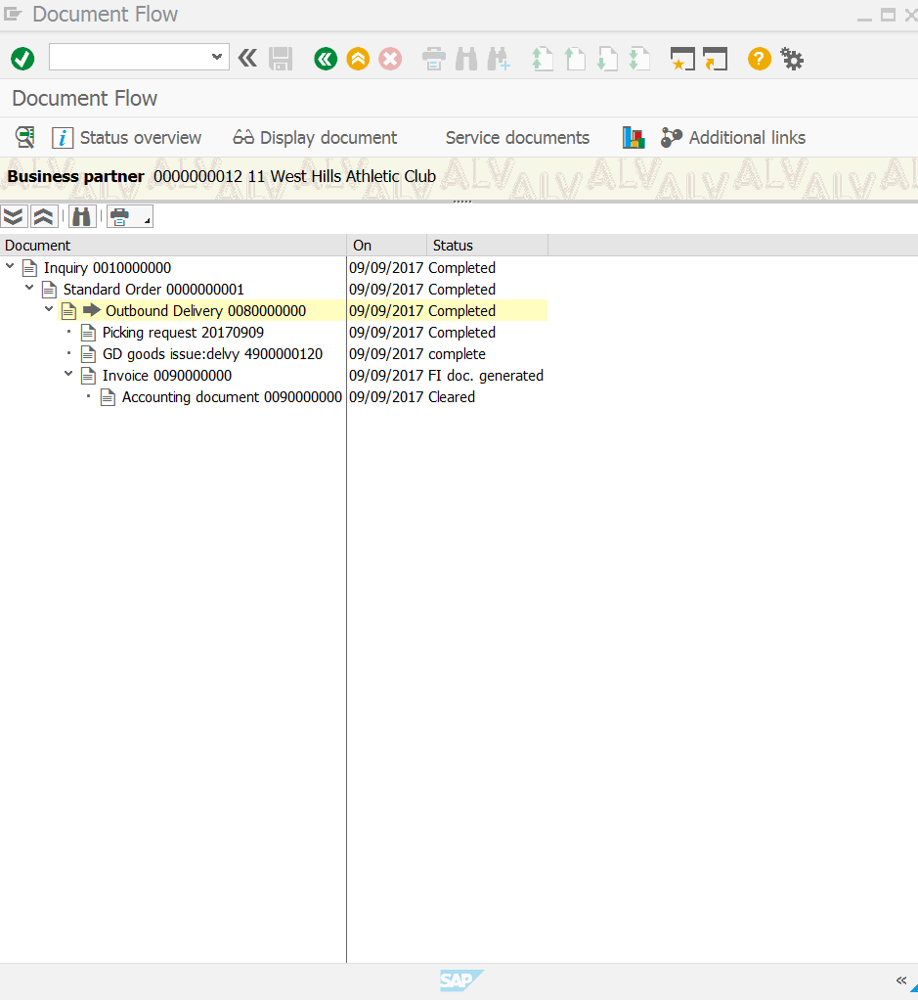 Document Flow
Document Flow
Status overview Display document Service documents Additional links
Business partner 0000000012 11 West Hills Athletic Club
Document On Status
Inquiry 0010000000 09/09/2017 Completed
Standard Order 0000000001 09/09/2017 Completed
Outbound Delivery 0080000000 09/09/2017 Completed
Picking request 20170909 09/09/2017 Completed
GD goods issue:delvy 4900000120 09/09/2017 complete
Invoice 0090000000 09/09/2017 FI doc. generated
Accounting document 0090000000 09/09/2017 Cleared
SAP